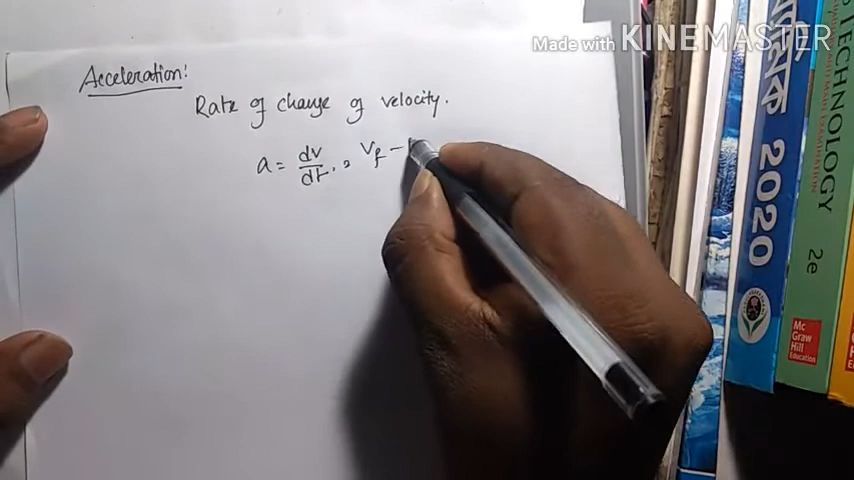 Made with KINEMASTER
Acceleration:
Rate of change of velocity.
a = dv/dt, , Vf -
2020
TECHNOLOGY
2e
Mc
Graw
Hill
Education